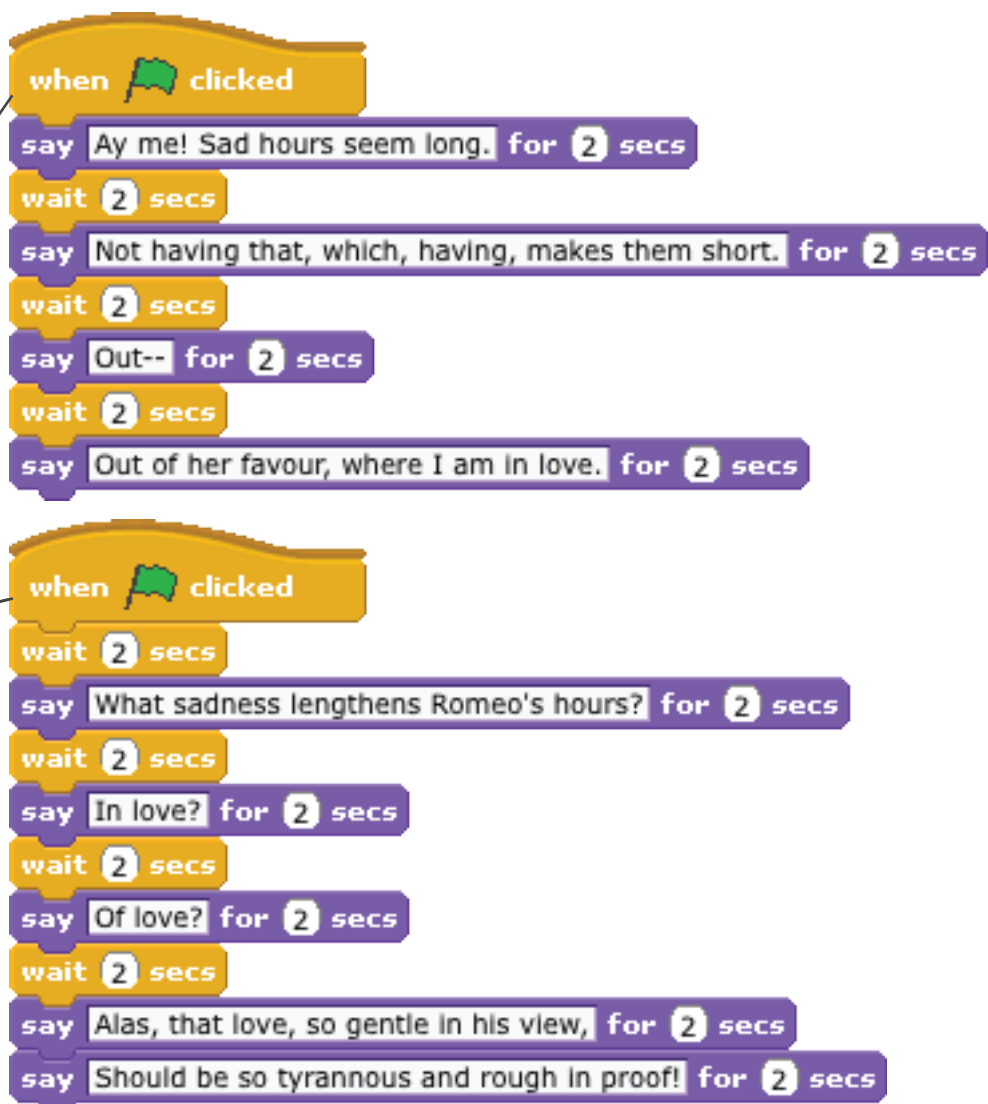 when clicked
say Ay me! Sad hours seem long. for 2 secs
wait 2 secs
say Not having that, which, having, makes them short. for 2 secs
wait 2 secs
say Out-- for 2 secs
wait 2 secs
say Out of her favour, where I am in love. for 2 secs
when clicked
wait 2 secs
say What sadness lengthens Romeo's hours? for 2 secs
wait 2 secs
say In love? for 2 secs
wait 2 secs
say Of love? for 2 secs
wait 2 secs
say Alas, that love, so gentle in his view, for 2 secs
say Should be so tyrannous and rough in proof! for 2 secs